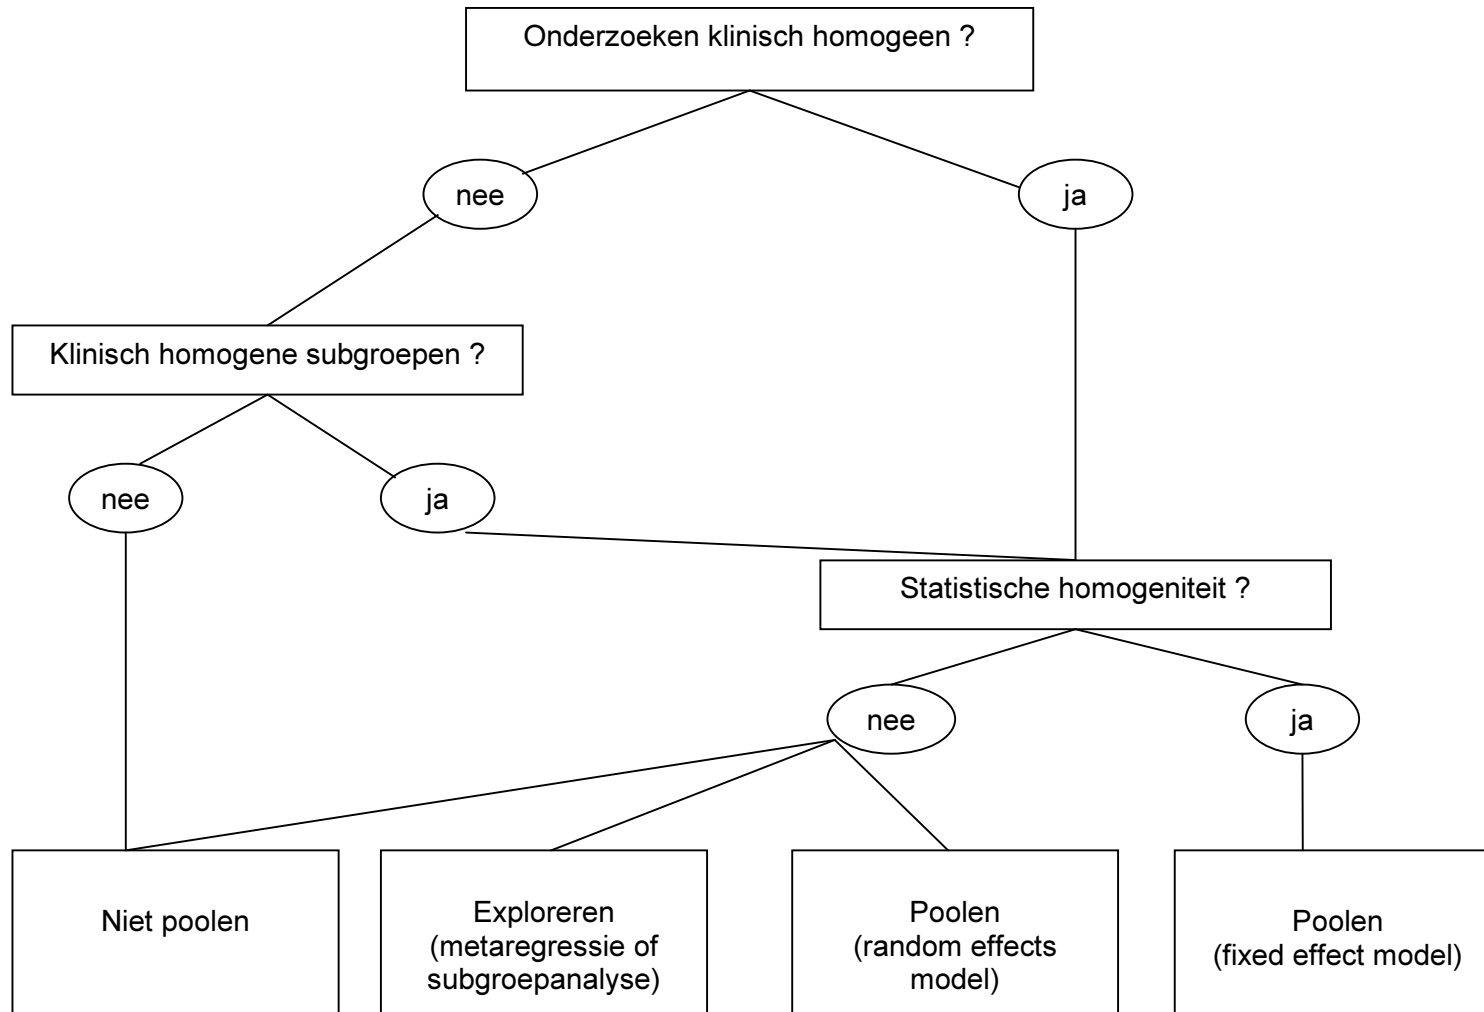 Onderzoeken klinisch homogeen ?
nee
ja
Klinisch homogene subgroepen ?
nee
ja
Statistische homogeniteit ?
nee
ja
Niet poolen
Exploreren
(metaregressie of
subgroepanalyse)
Poolen
(random effects
model)
Poolen
(fixed effect model)